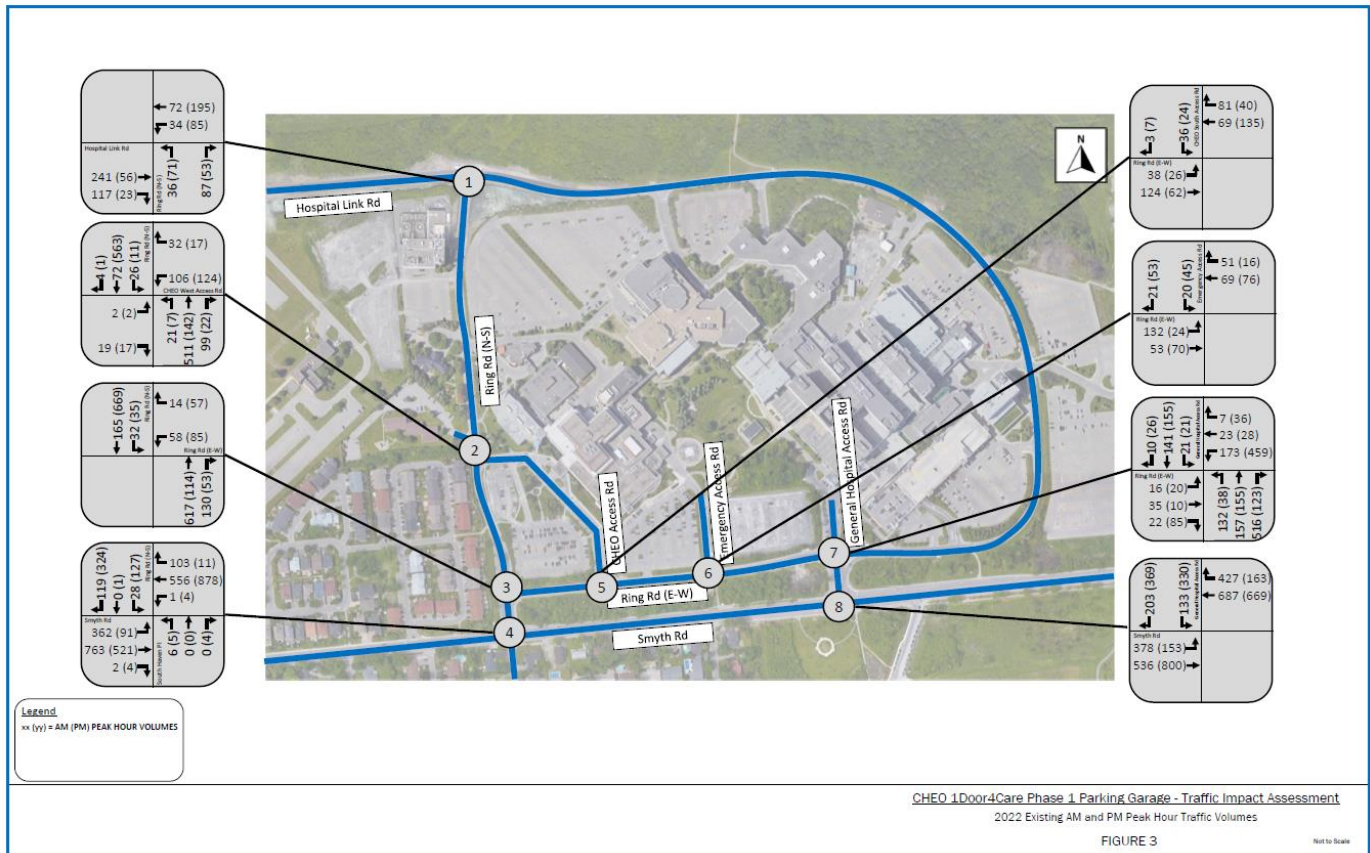 72 (195)
34 (85)
Hospital Link Rd
241 (56)
117 (23)
Ring Rd (N-S)
36 (71)
87 (53)
4 (1)
72 (563)
26 (11)
Ring Rd (N-S)
32 (17)
106 (124)
CHEO West Access Rd
2 (2)
19 (17)
21 (7)
511 (142)
99 (22)
165 (669)
32 (35)
Ring Rd (N-S)
14 (57)
58 (85)
Ring Rd (E-W)
617 (114)
130 (53)
119 (324)
0 (1)
28 (127)
Ring Rd (N-S)
103 (11)
556 (878)
1 (4)
Smyth Rd
362 (91)
763 (521)
2 (4)
South Haven Pl
6 (5)
0 (0)
0 (4)
Legend
xx (yy) = AM (PM) PEAK HOUR VOLUMES
N
1
Hospital Link Rd
Ring Rd (N-S)
2
CHEO Access Rd
Emergency Access Rd
General Hospital Access Rd
3
5
6
7
Ring Rd (E-W)
4
8
Smyth Rd
3 (7)
36 (24)
CHEO South Access Rd
81 (40)
69 (135)
Ring Rd (E-W)
38 (26)
124 (62)
21 (53)
20 (45)
Emergency Access Rd
51 (16)
69 (76)
Ring Rd (E-W)
132 (24)
53 (70)
10 (26)
141 (155)
21 (21)
General Hospital Access Rd
7 (36)
23 (28)
173 (459)
Ring Rd (E-W)
16 (20)
35 (10)
22 (85)
132 (38)
157 (155)
516 (123)
203 (369)
133 (330)
General Hospital Access Rd
427 (163)
687 (669)
Smyth Rd
378 (153)
536 (800)
CHEO 1Door4Care Phase 1 Parking Garage - Traffic Impact Assessment
2022 Existing AM and PM Peak Hour Traffic Volumes
FIGURE 3
Not to Scale